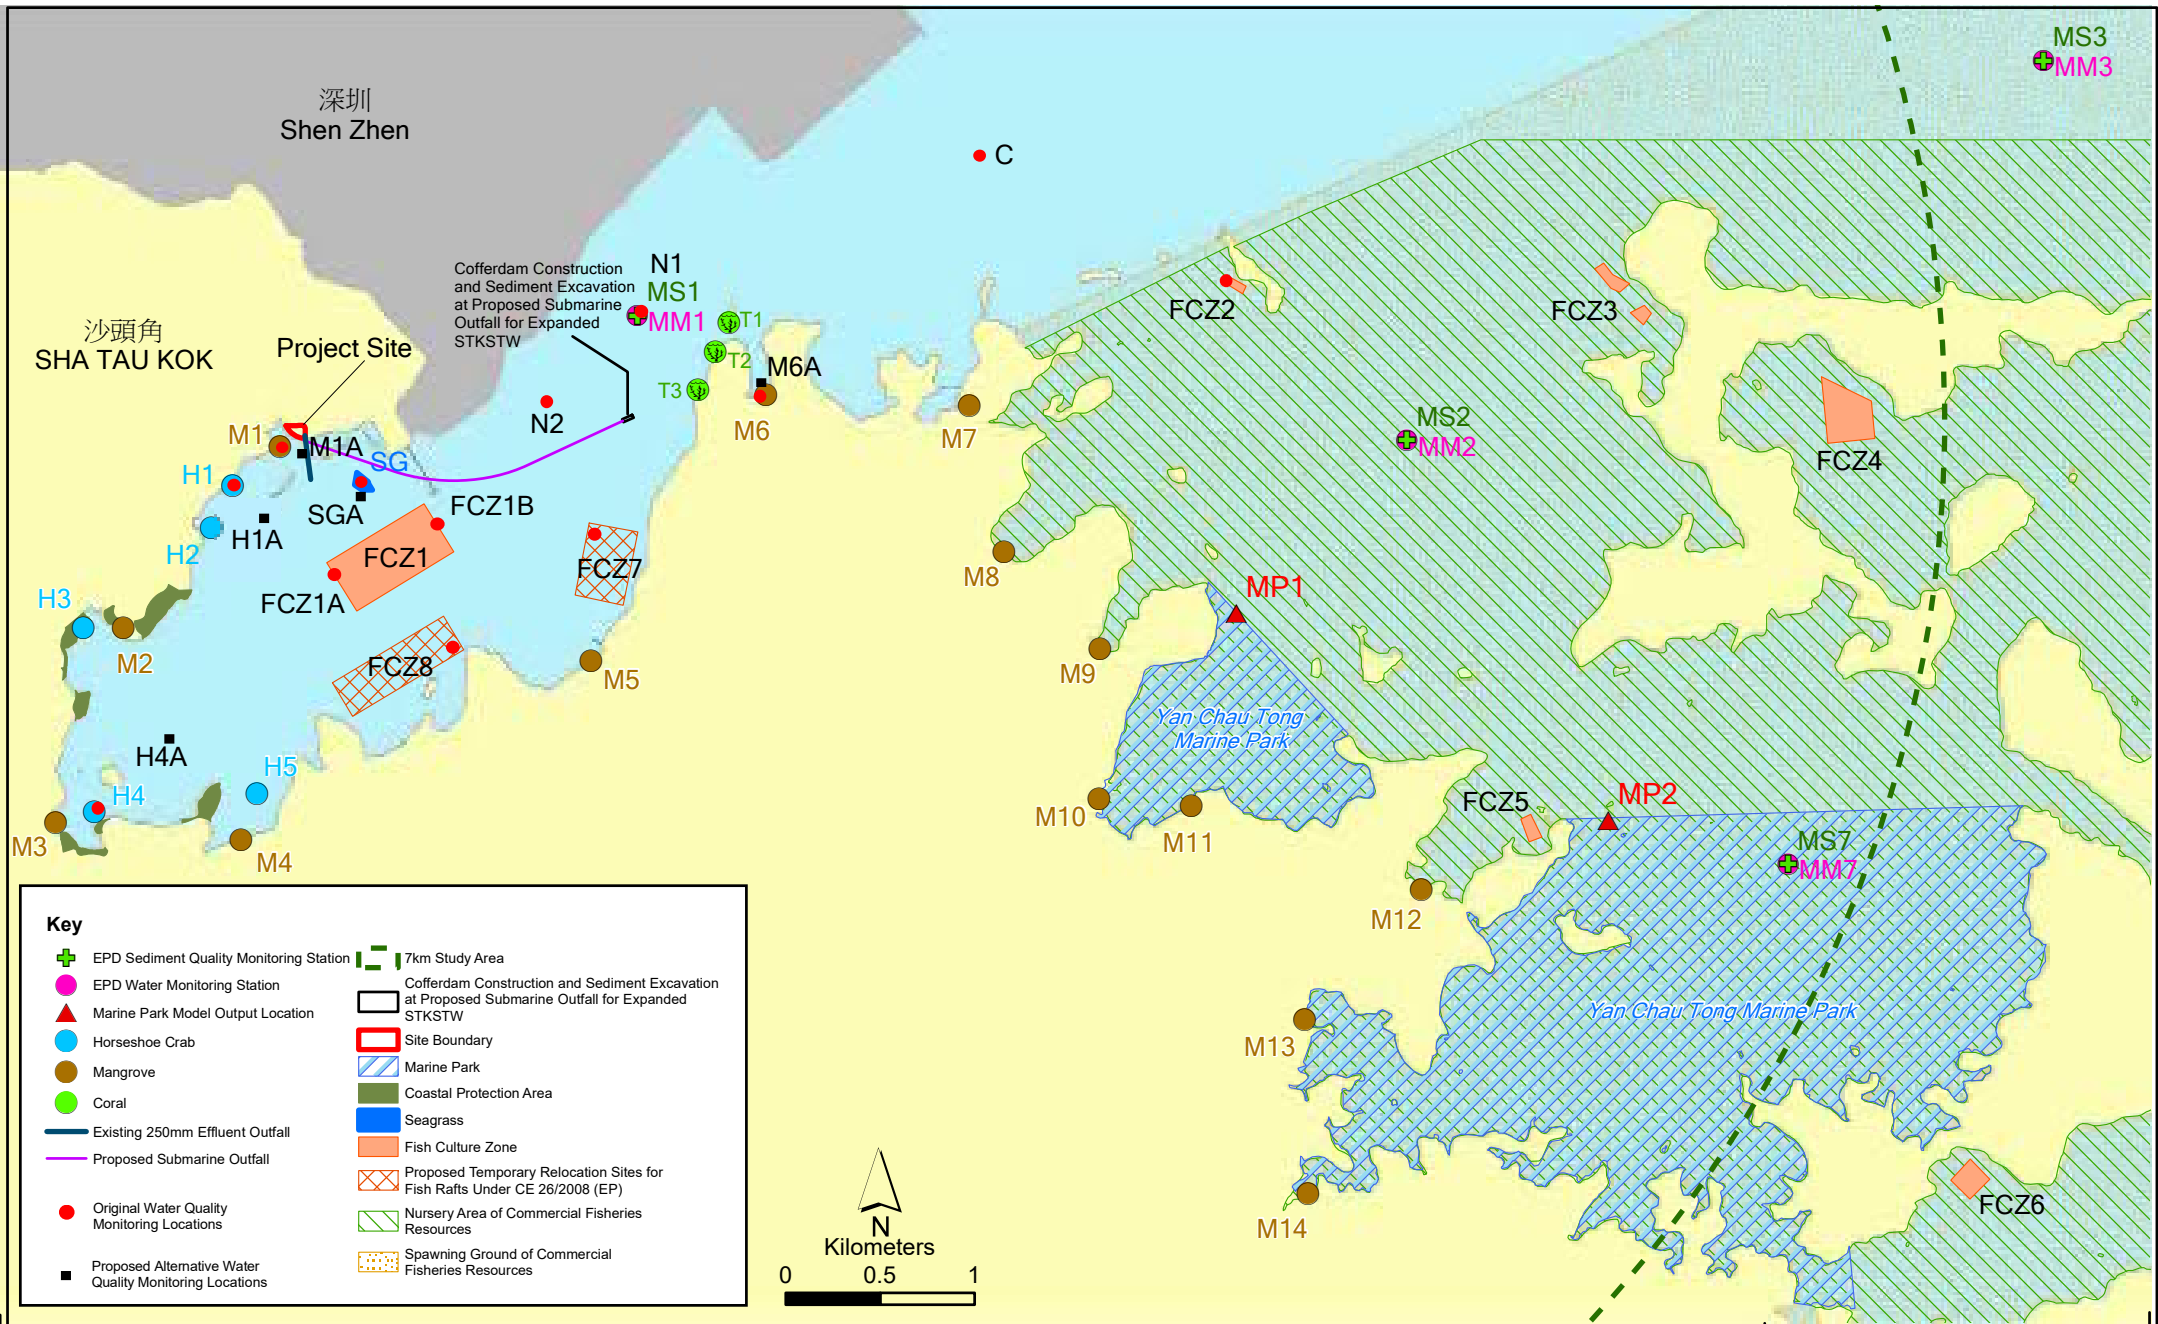 深圳
Shen Zhen
MS3
MM3
C
Cofferdam Construction
and Sediment Excavation
at Proposed Submarine
Outfall for Expanded
STKSTW
N1
MS1
MM1
T1
T2
T3
M6A
M6
M7
FCZ2
FCZ3
FCZ4
MS2
MM2
沙頭角
SHA TAU KOK
Project Site
N2
M1
M1A
SG
H1
SGA
H1A
H2
FCZ1B
FCZ1
FCZ1A
FCZ7
H3
M2
FCZ8
M5
M8
MP1
M9
Yan Chau Tong
Marine Park
H4A
H5
H4
M3
M4
M10
M11
FCZ5
MP2
MS7
MM7
M12
Yan Chau Tong Marine Park
M13
M14
FCZ6
Key
EPD Sediment Quality Monitoring Station
EPD Water Monitoring Station
Marine Park Model Output Location
Horseshoe Crab
Mangrove
Coral
Existing 250mm Effluent Outfall
Proposed Submarine Outfall
Original Water Quality
Monitoring Locations
Proposed Alternative Water
Quality Monitoring Locations
7km Study Area
Cofferdam Construction and Sediment Excavation
at Proposed Submarine Outfall for Expanded
STKSTW
Site Boundary
Marine Park
Coastal Protection Area
Seagrass
Fish Culture Zone
Proposed Temporary Relocation Sites for
Fish Rafts Under CE 26/2008 (EP)
Nursery Area of Commercial Fisheries
Resources
Spawning Ground of Commercial
Fisheries Resources
N
Kilometers
0 0.5 1